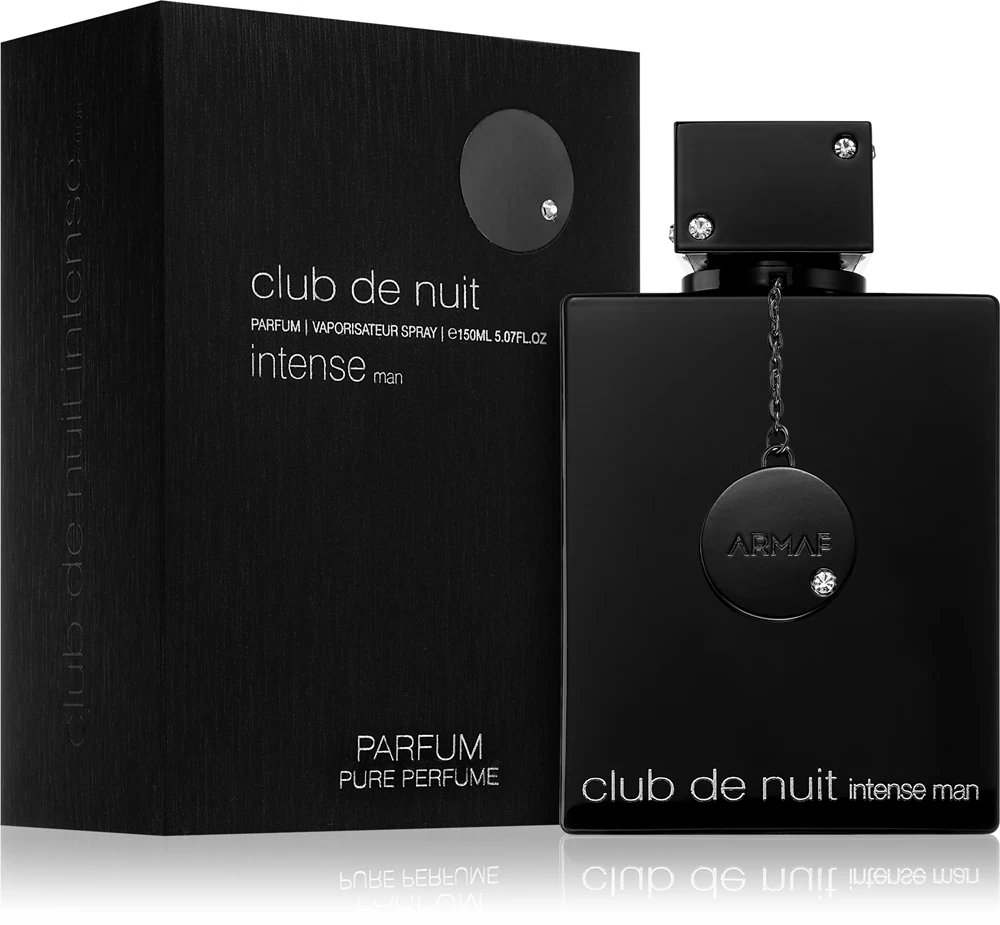 club de nuit intense
club de nuit
PARFUM | VAPORISATEUR SPRAY | e150ML 5.07FL.OZ
intense man
PARFUM
PURE PERFUME
ARMAF
club de nuit intense man